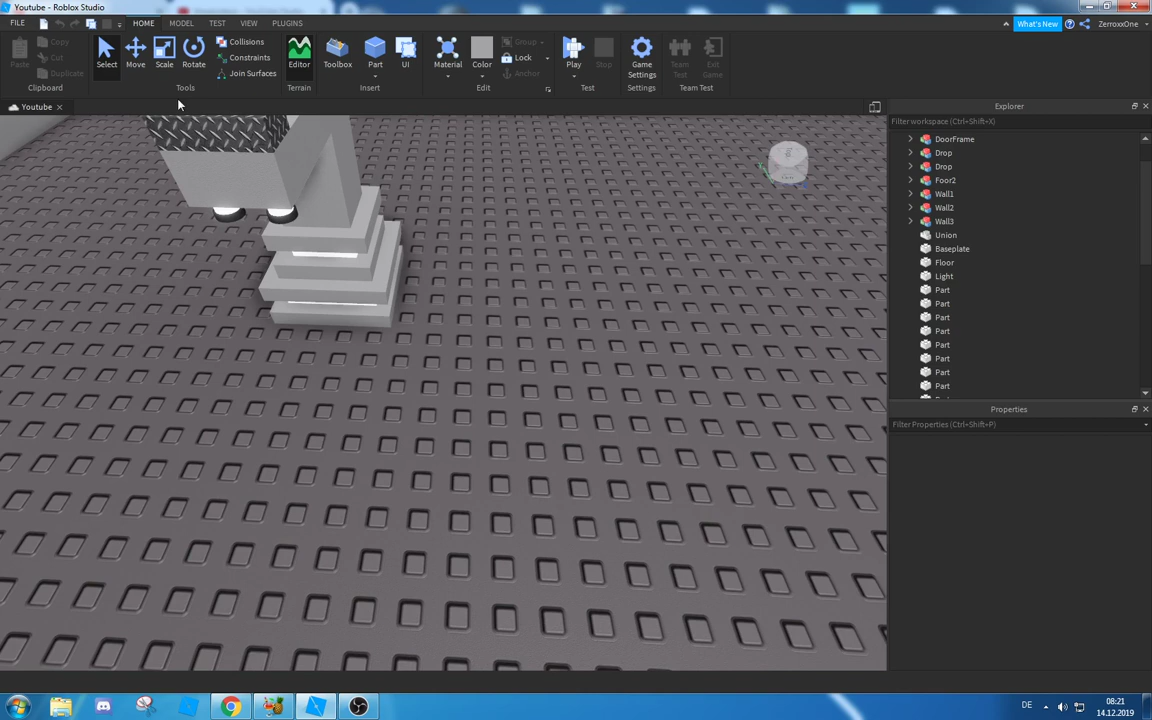 Youtube - Roblox Studio
FILE HOME MODEL TEST VIEW PLUGINS What's New ZerroxxOne
Paste Copy Cut Duplicate
Select Move Scale Rotate Collisions Constraints Join Surfaces
Editor Toolbox Part UI Material Color Group Lock Anchor
Play Stop Game Settings Team Test Exit Game
Clipboard Tools Terrain Insert Edit Test Settings Team Test
Youtube
Explorer
Filter workspace (Ctrl+Shift+X)
DoorFrame
Drop
Drop
Foor2
Wall1
Wall2
Wall3
Union
Baseplate
Floor
Light
Part
Part
Part
Part
Part
Part
Part
Part
Properties
Filter Properties (Ctrl+Shift+P)
DE
08:21
14.12.2019